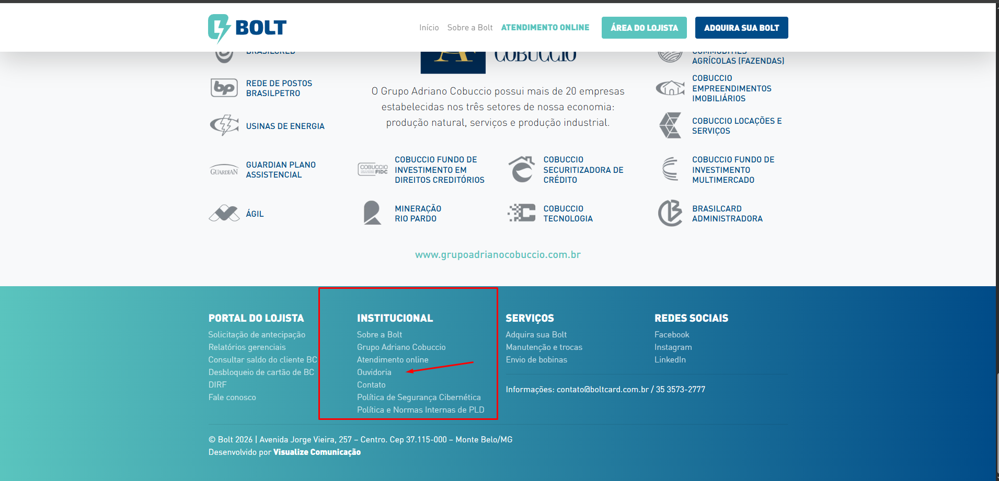 BOLT
Início
Sobre a Bolt
ATENDIMENTO ONLINE
ÁREA DO LOJISTA
ADQUIRA SUA BOLT
BRASILCRED
REDE DE POSTOS
BRASILPETRO
USINAS DE ENERGIA
GUARDIAN PLANO
ASSISTENCIAL
ÁGIL
COBUCCIO
O Grupo Adriano Cobuccio possui mais de 20 empresas
estabelecidas nos três setores de nossa economia:
produção natural, serviços e produção industrial.
COMMODITIES
AGRÍCOLAS (FAZENDAS)
COBUCCIO
EMPREENDIMENTOS
IMOBILIÁRIOS
COBUCCIO LOCAÇÕES E
SERVIÇOS
bp
GUARDIAN
COBUCCIO
FIDC
COBUCCIO FUNDO DE
INVESTIMENTO EM
DIREITOS CREDITÓRIOS
COBUCCIO
SECURITIZADORA DE
CRÉDITO
COBUCCIO FUNDO DE
INVESTIMENTO
MULTIMERCADO
MINERAÇÃO
RIO PARDO
COBUCCIO
TECNOLOGIA
BRASILCARD
ADMINISTRADORA
www.grupoadrianocobuccio.com.br
PORTAL DO LOJISTA
Solicitação de antecipação
Relatórios gerenciais
Consultar saldo do cliente BC
Desbloqueio de cartão de BC
DIRF
Fale conosco
INSTITUCIONAL
Sobre a Bolt
Grupo Adriano Cobuccio
Atendimento online
Ouvidoria
Contato
Política de Segurança Cibernética
Política e Normas Internas de PLD
SERVIÇOS
Adquira sua Bolt
Manutenção e trocas
Envio de bobinas
REDES SOCIAIS
Facebook
Instagram
LinkedIn
Informações: contato@boltcard.com.br / 35 3573-2777
© Bolt 2026 | Avenida Jorge Vieira, 257 – Centro. Cep 37.115-000 – Monte Belo/MG
Desenvolvido por Visualize Comunicação